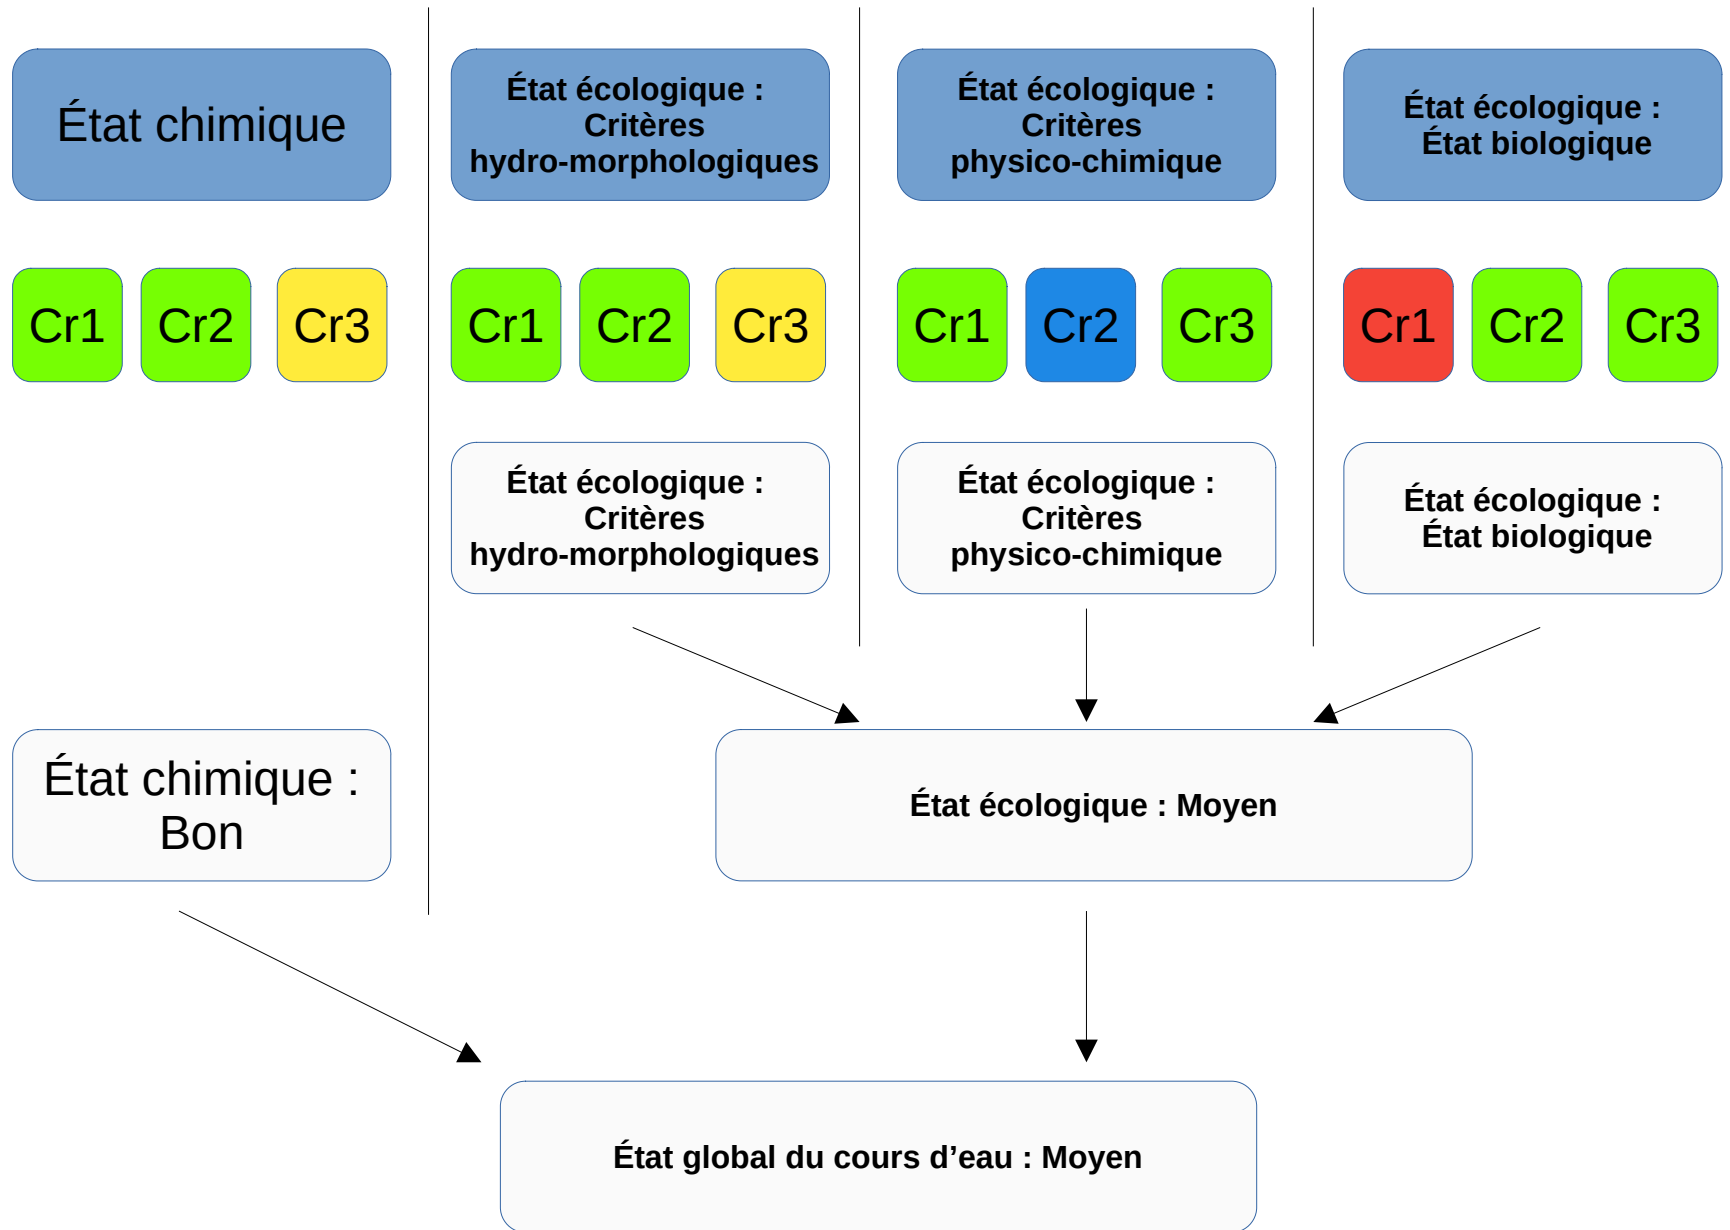 État chimique
État écologique :
Critères
hydro-morphologiques
État écologique :
Critères
physico-chimique
État écologique :
État biologique
Cr1
Cr2
Cr3
Cr1
Cr2
Cr3
Cr1
Cr2
Cr3
Cr1
Cr2
Cr3
État écologique :
Critères
hydro-morphologiques
État écologique :
Critères
physico-chimique
État écologique :
État biologique
État chimique :
Bon
État écologique : Moyen
État global du cours d’eau : Moyen